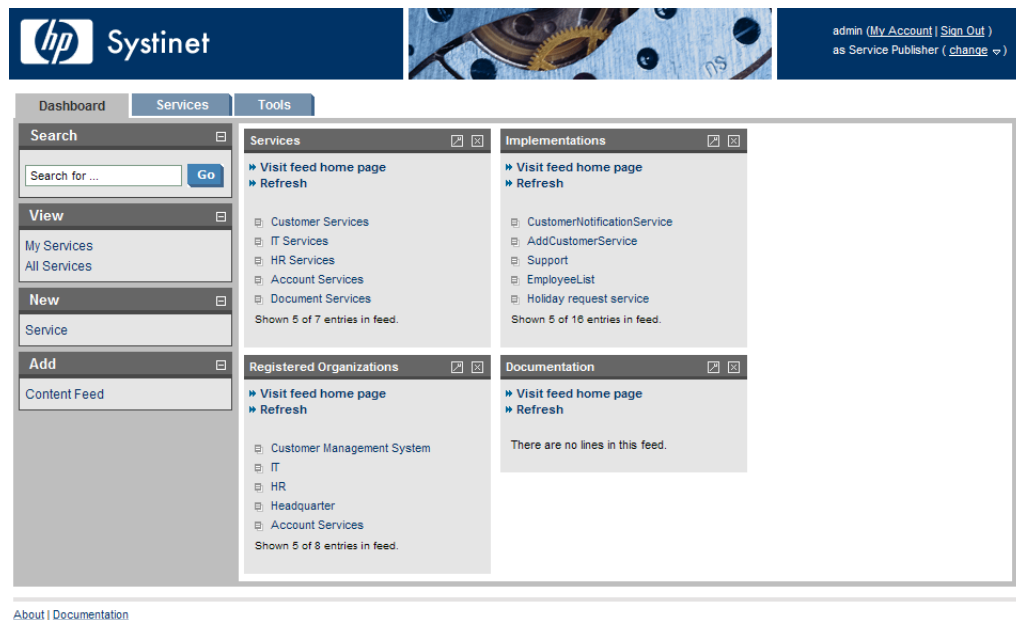 hp Systinet
admin (My Account | Sign Out )
as Service Publisher ( change )
ns
Dashboard
Services
Tools
Search
Search for ...
Go
View
My Services
All Services
New
Service
Add
Content Feed
Services
Visit feed home page
Refresh
Customer Services
IT Services
HR Services
Account Services
Document Services
Shown 5 of 7 entries in feed.
Implementations
Visit feed home page
Refresh
CustomerNotificationService
AddCustomerService
Support
EmployeeList
Holiday request service
Shown 5 of 16 entries in feed.
Registered Organizations
Visit feed home page
Refresh
Customer Management System
IT
HR
Headquarter
Account Services
Shown 5 of 8 entries in feed.
Documentation
Visit feed home page
Refresh
There are no lines in this feed.
About | Documentation